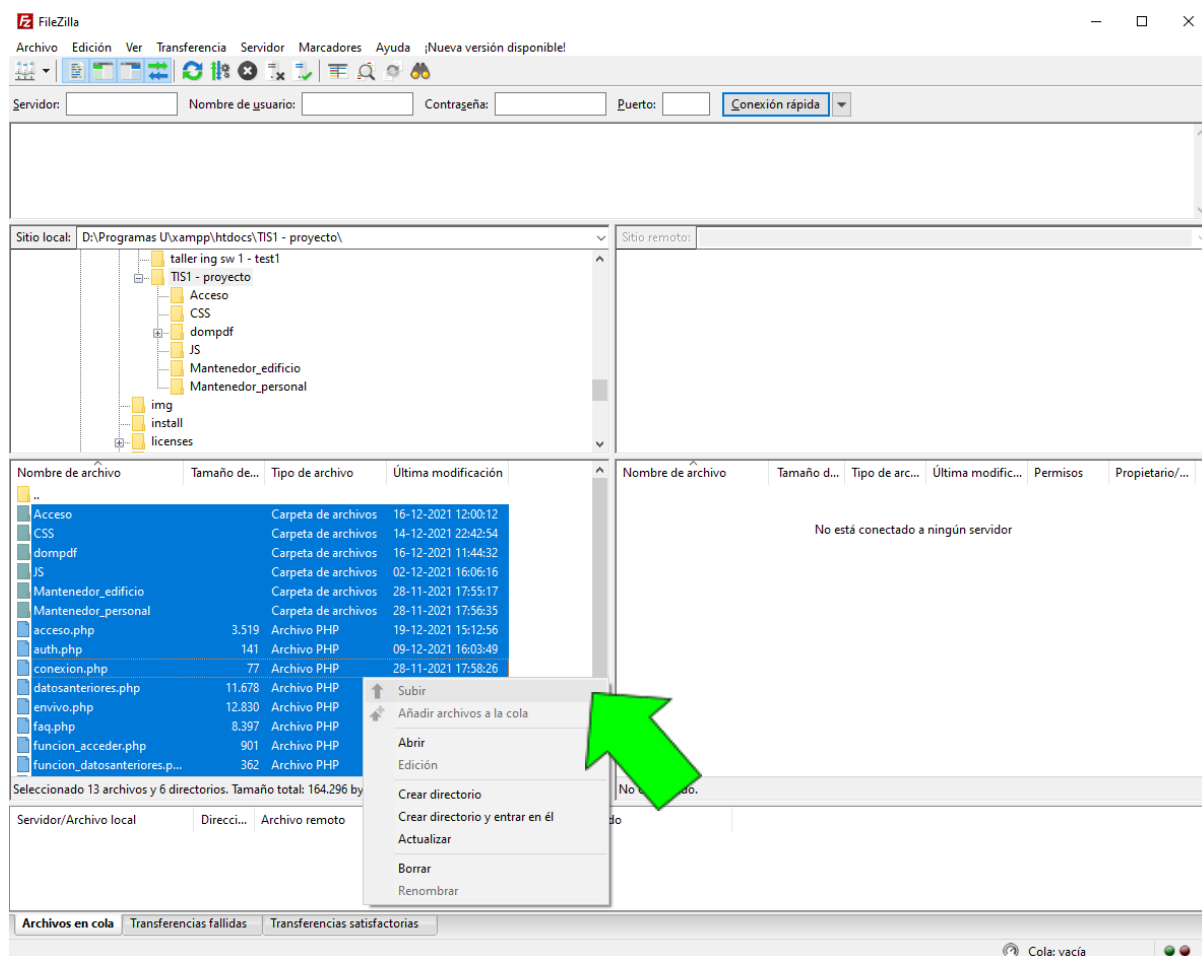 FileZilla
Archivo Edición Ver Transferencia Servidor Marcadores Ayuda ¡Nueva versión disponible!
Servidor: Nombre de usuario: Contraseña: Puerto: Conexión rápida
Sitio local: D:\Programas U\xampp\htdocs\TIS1 - proyecto\ Sitio remoto:
taller ing sw 1 - test1
TIS1 - proyecto
Acceso
CSS
dompdf
JS
Mantenedor_edificio
Mantenedor_personal
img
install
licenses
Nombre de archivo Tamaño de... Tipo de archivo Última modificación Nombre de archivo Tamaño d... Tipo de arc... Última modific... Permisos Propietario/...
..
Acceso Carpeta de archivos 16-12-2021 12:00:12
CSS Carpeta de archivos 14-12-2021 22:42:54
No está conectado a ningún servidor
dompdf Carpeta de archivos 16-12-2021 11:44:32
JS Carpeta de archivos 02-12-2021 16:06:16
Mantenedor_edificio Carpeta de archivos 28-11-2021 17:55:17
Mantenedor_personal Carpeta de archivos 28-11-2021 17:56:35
acceso.php 3.519 Archivo PHP 19-12-2021 15:12:56
auth.php 141 Archivo PHP 09-12-2021 16:03:49
conexion.php 77 Archivo PHP 28-11-2021 17:58:26
datosanteriores.php 11.678 Archivo PHP
envivo.php 12.830 Archivo PHP
faq.php 8.397 Archivo PHP
funcion_acceder.php 901 Archivo PHP
funcion_datosanteriores.p... 362 Archivo PHP
Subir
Añadir archivos a la cola
Abrir
Edición
Crear directorio
Crear directorio y entrar en él
Actualizar
Borrar
Renombrar
Seleccionado 13 archivos y 6 directorios. Tamaño total: 164.296 by
Servidor/Archivo local Direcci... Archivo remoto
Archivos en cola Transferencias fallidas Transferencias satisfactorias
Cola: vacía